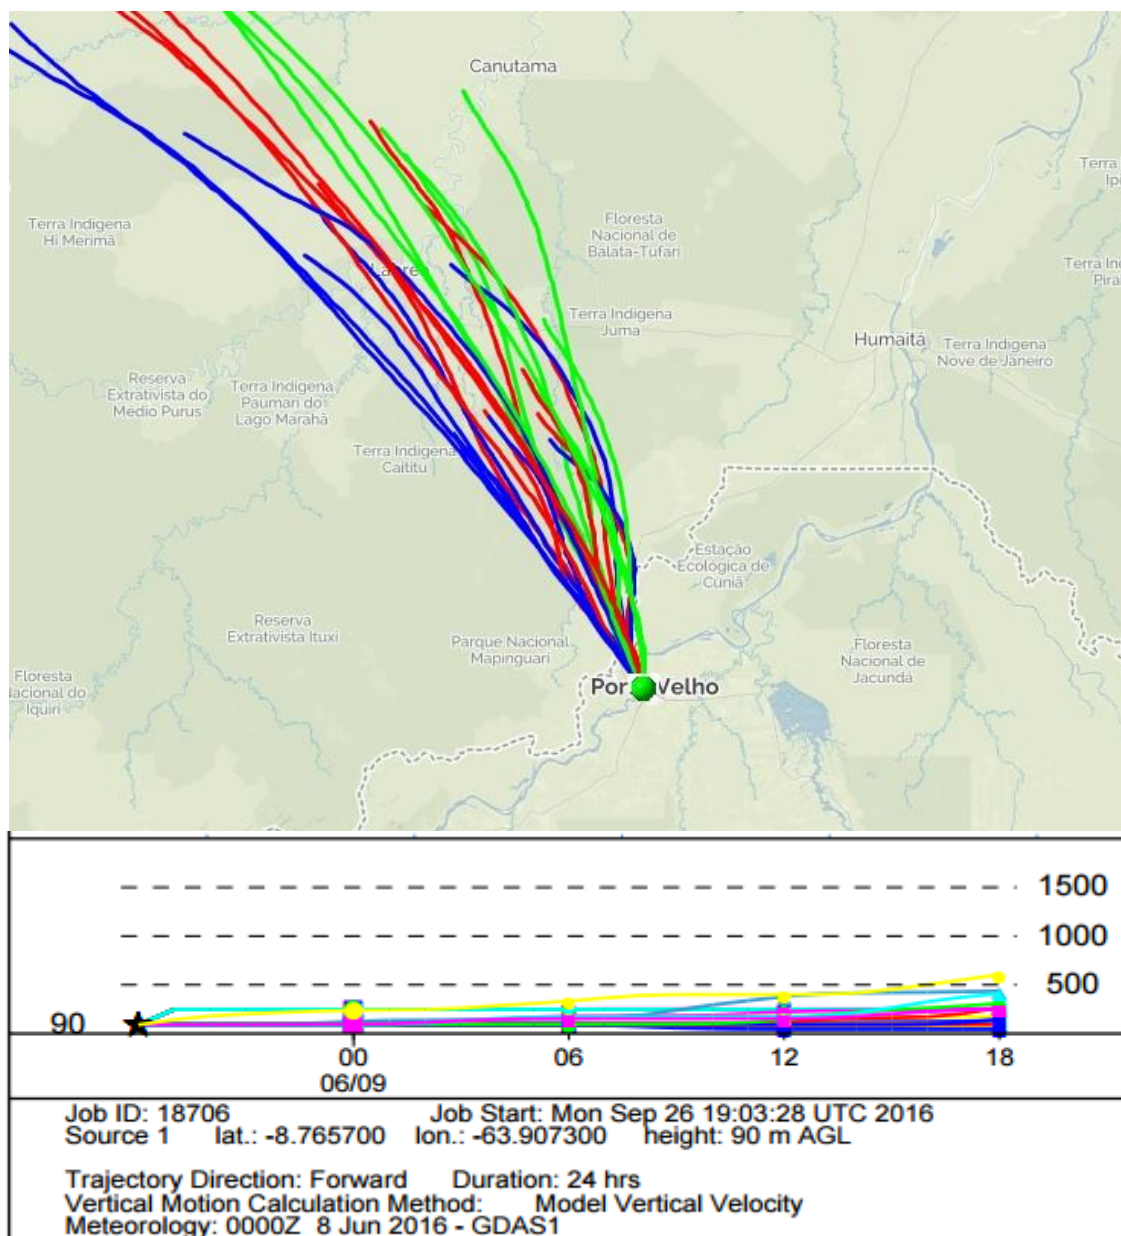 Canutama
Terra
Ip
Terra Indigena
Hi Merimã
Floresta
Nacional de
Balata-Tufari
Terra In
Pira
Terra Indigena
Juma
Humaitá
Terra Indigena
Nove de Janeiro
Reserva
Extrativista do
Médio Purus
Terra Indigena
Paumari do
Lago Marahã
Terra Indigena
Caititu
Estação
Ecológica de
Cuniã
Reserva
Extrativista Ituxi
Parque Nacional
Mapinguari
Floresta
Nacional de
Jacundá
Floresta
Nacional do
Iquiri
Por Velho
1500
1000
500
90
00 06 12 18
06/09
Job ID: 18706 Job Start: Mon Sep 26 19:03:28 UTC 2016
Source 1 lat.: -8.765700 lon.: -63.907300 height: 90 m AGL
Trajectory Direction: Forward Duration: 24 hrs
Vertical Motion Calculation Method: Model Vertical Velocity
Meteorology: 0000Z 8 Jun 2016 - GDAS1